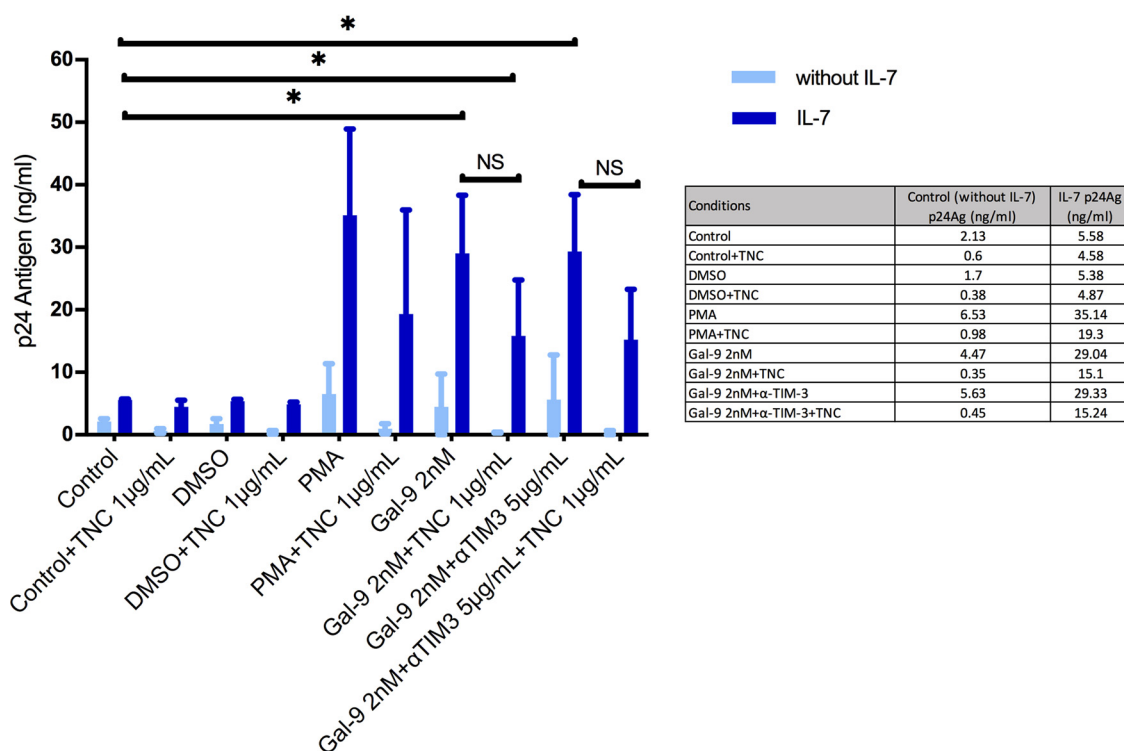 *
*
*
60
50
40
30
20
10
0
p24 Antigen (ng/ml)
NS
NS
without IL-7
IL-7
Control
Control+TNC 1µg/mL
DMSO
DMSO+TNC 1µg/mL
PMA
PMA+TNC 1µg/mL
Gal-9 2nM
Gal-9 2nM+TNC 1µg/mL
Gal-9 2nM+αTIM3 5µg/mL
Gal-9 2nM+αTIM3 5µg/mL+TNC 1µg/mL
Conditions Control (without IL-7) IL-7 p24Ag
p24Ag (ng/ml) (ng/ml)
Control 2.13 5.58
Control+TNC 0.6 4.58
DMSO 1.7 5.38
DMSO+TNC 0.38 4.87
PMA 6.53 35.14
PMA+TNC 0.98 19.3
Gal-9 2nM 4.47 29.04
Gal-9 2nM+TNC 0.35 15.1
Gal-9 2nM+α-TIM-3 5.63 29.33
Gal-9 2nM+α-TIM-3+TNC 0.45 15.24